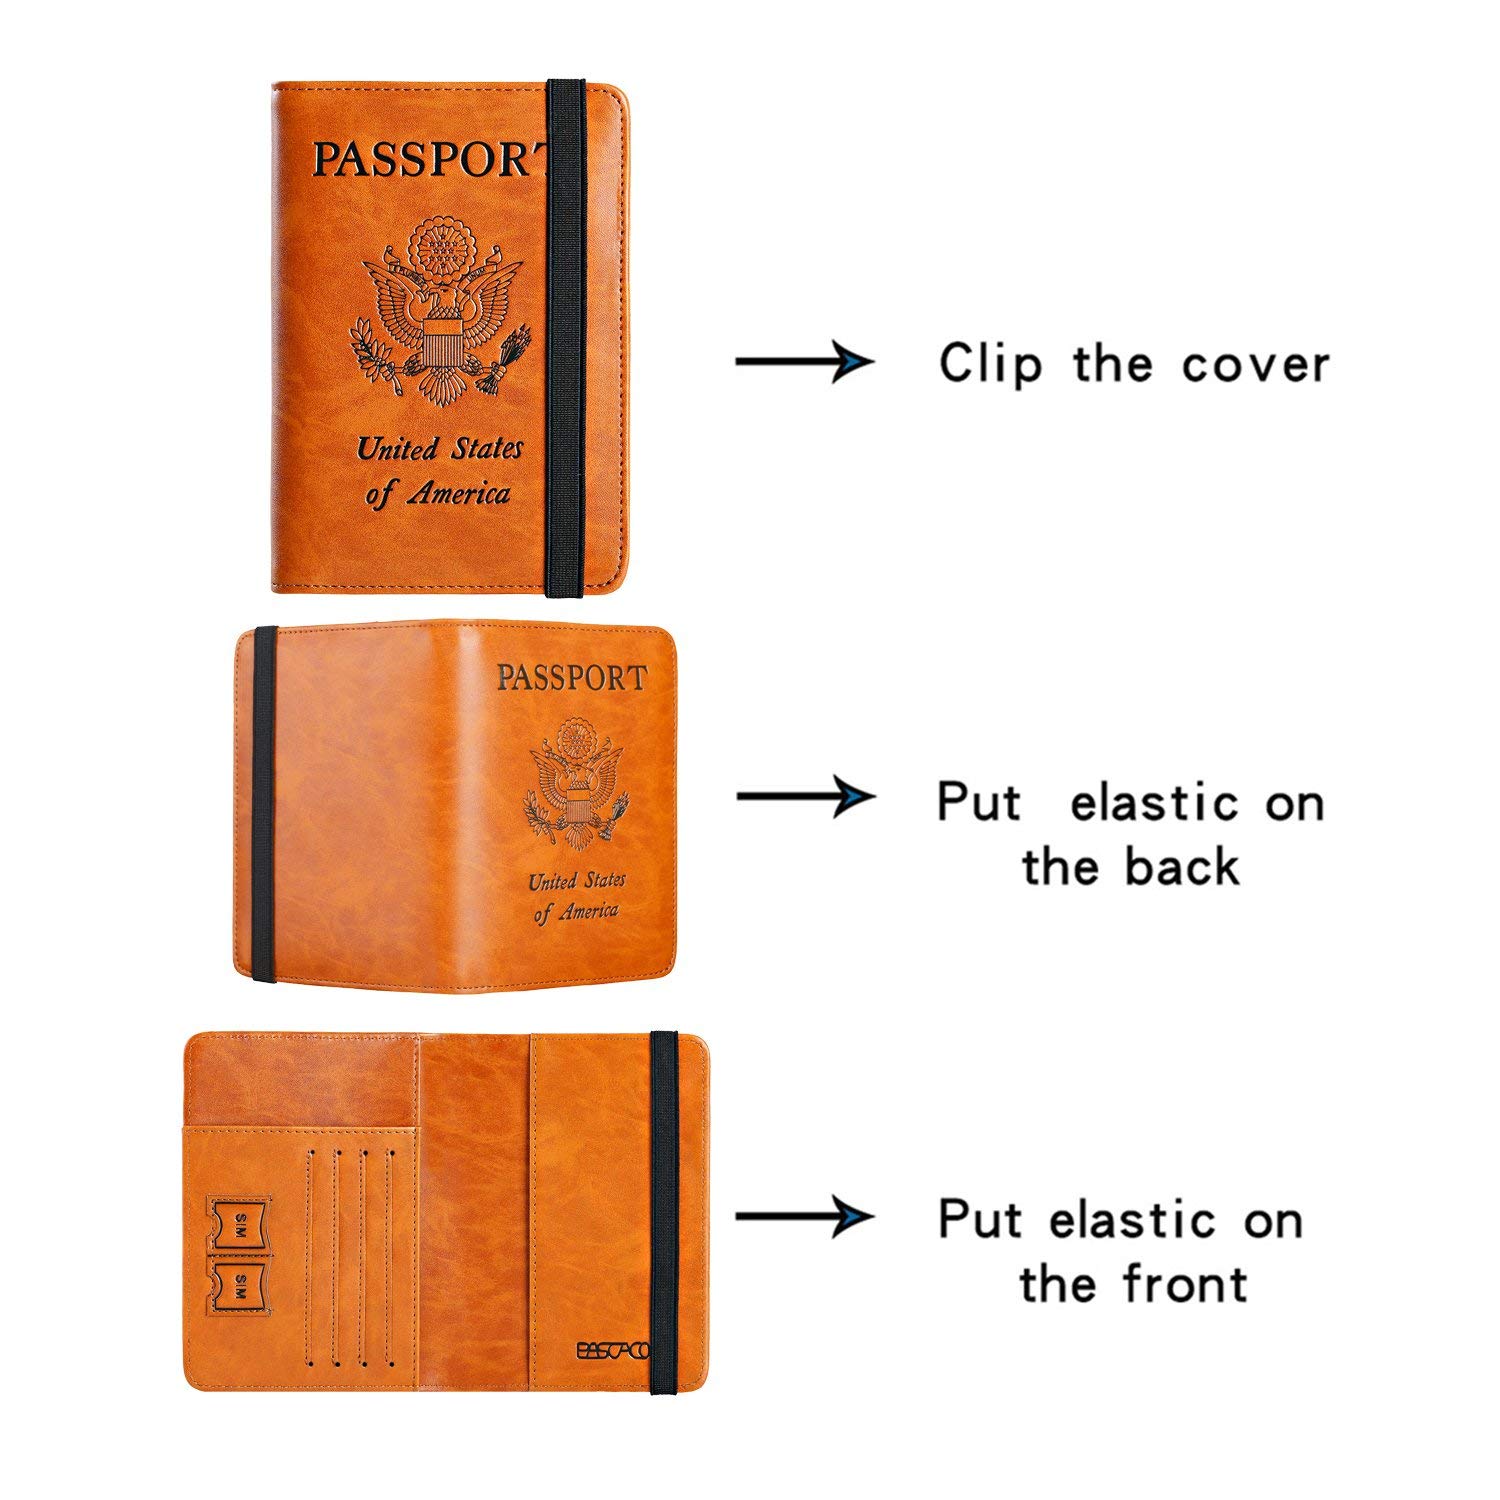 PASSPORT
United States
of America
Clip the cover
PASSPORT
United States
of America
Put elastic on
the back
SIM
SIM
Put elastic on
the front